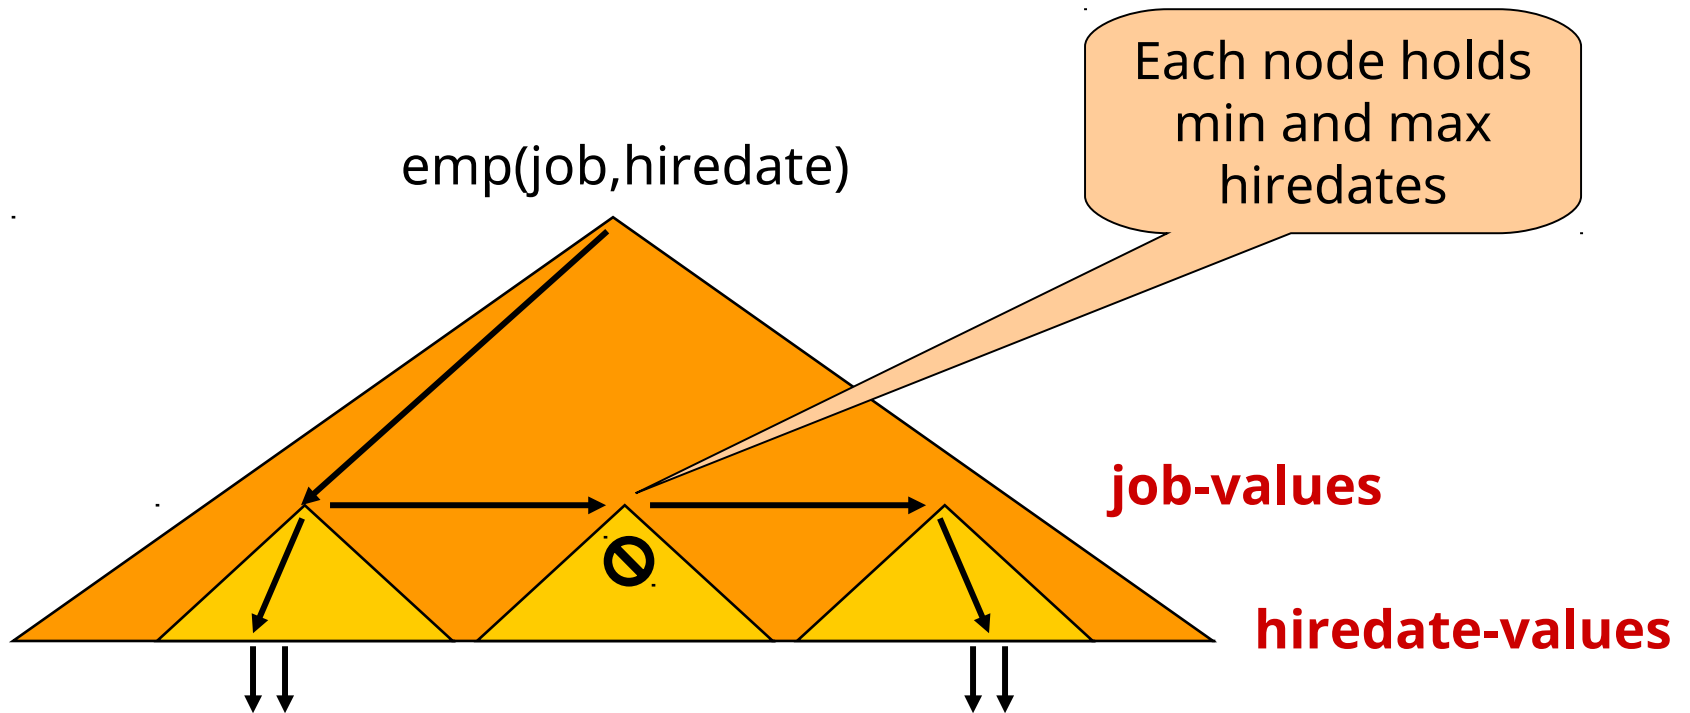 Each node holds
min and max
hiredates
emp(job,hiredate)
job-values
hiredate-values